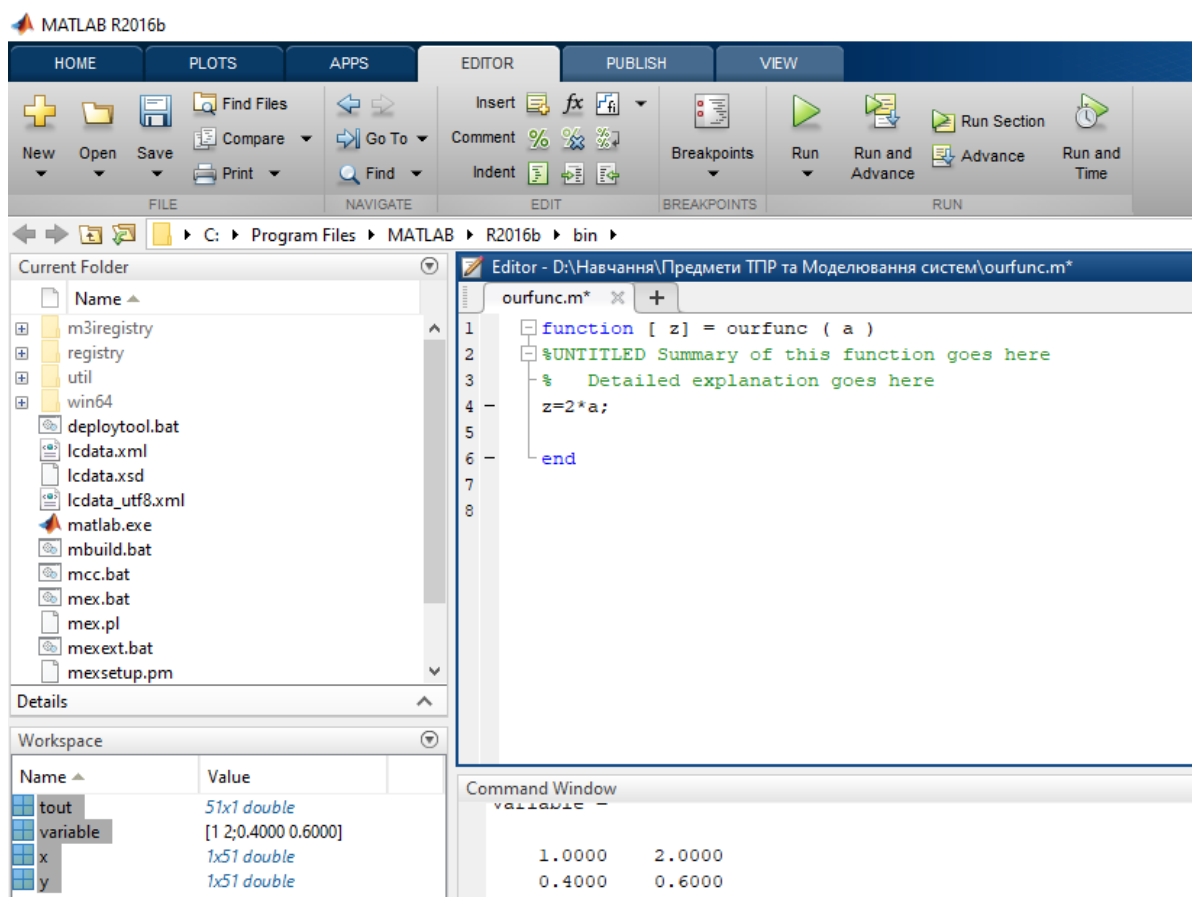 MATLAB R2016b
HOME PLOTS APPS EDITOR PUBLISH VIEW
New Open Save Find Files Compare Print
FILE
Go To Find
NAVIGATE
Insert fx fi
Comment % % %
Indent
EDIT
Breakpoints
BREAKPOINTS
Run Run and Advance Run Section Advance Run and Time
RUN
C: Program Files MATLAB R2016b bin
Current Folder
Name
m3iregistry
registry
util
win64
deploytool.bat
lcdata.xml
lcdata.xsd
lcdata_utf8.xml
matlab.exe
mbuild.bat
mcc.bat
mex.bat
mex.pl
mexext.bat
mexsetup.pm
Details
Workspace
Name Value
tout 51x1 double
variable [1 2;0.4000 0.6000]
x 1x51 double
y 1x51 double
Editor - D:\Навчання\Предмети ТПР та Моделювання систем\ourfunc.m*
ourfunc.m* +
1 function [ z] = ourfunc ( a )
2 %UNTITLED Summary of this function goes here
3 %   Detailed explanation goes here
4 – z=2*a;
5
6 – end
7
8
Command Window
variable =
1.0000 2.0000
0.4000 0.6000